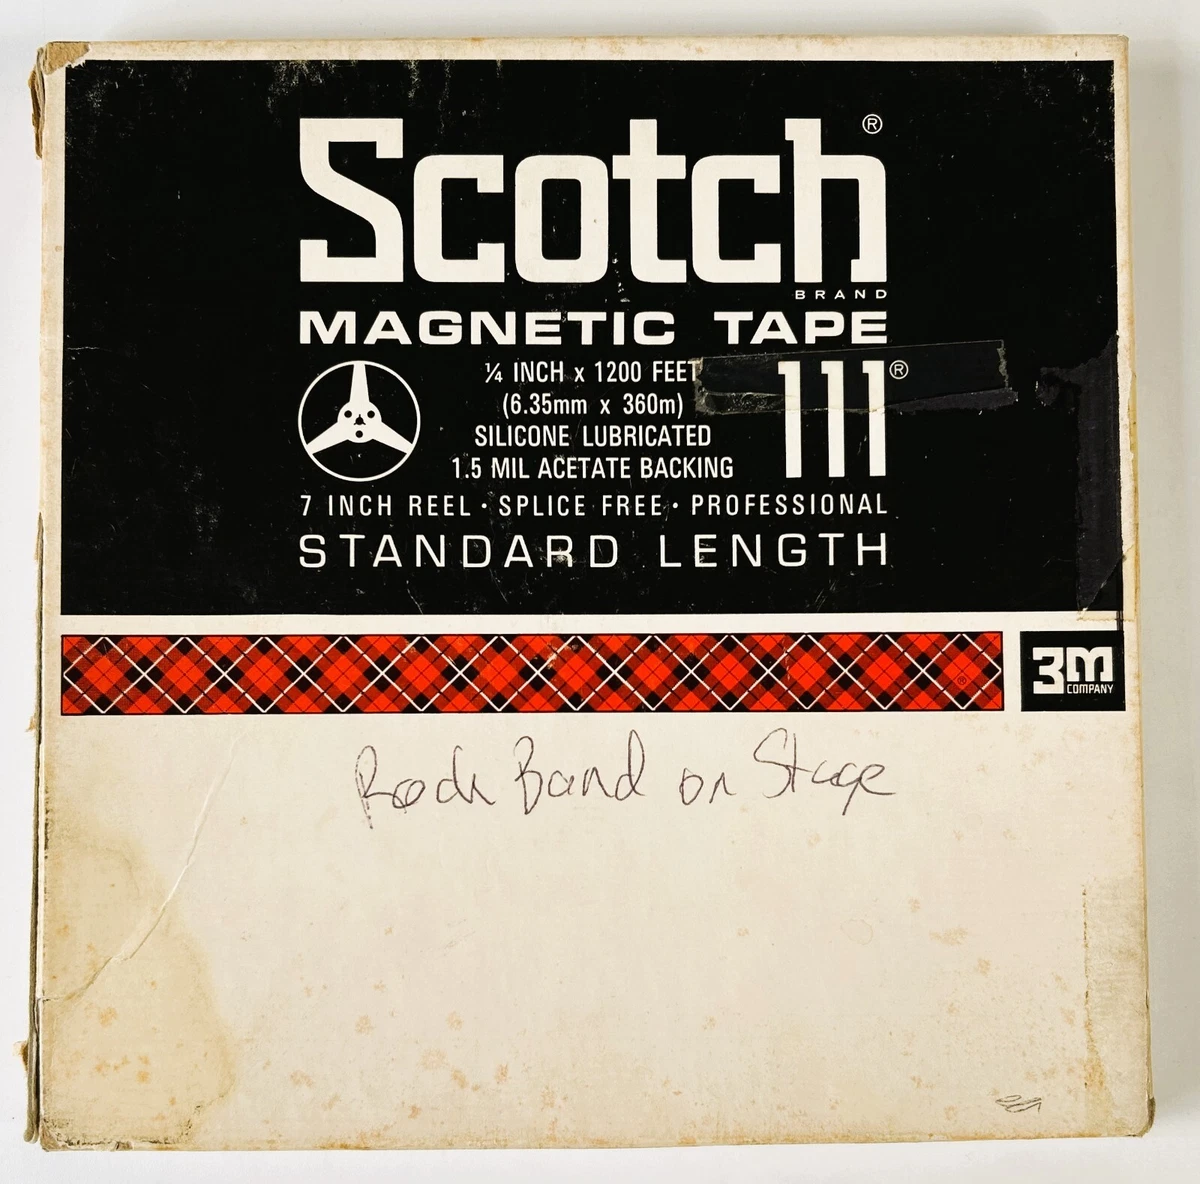 Scotch®
BRAND
MAGNETIC TAPE
¼ INCH x 1200 FEET
(6.35mm x 360m)
SILICONE LUBRICATED
1.5 MIL ACETATE BACKING
111®
7 INCH REEL · SPLICE FREE · PROFESSIONAL
STANDARD LENGTH
®
3M
COMPANY
Rock Band on Stage